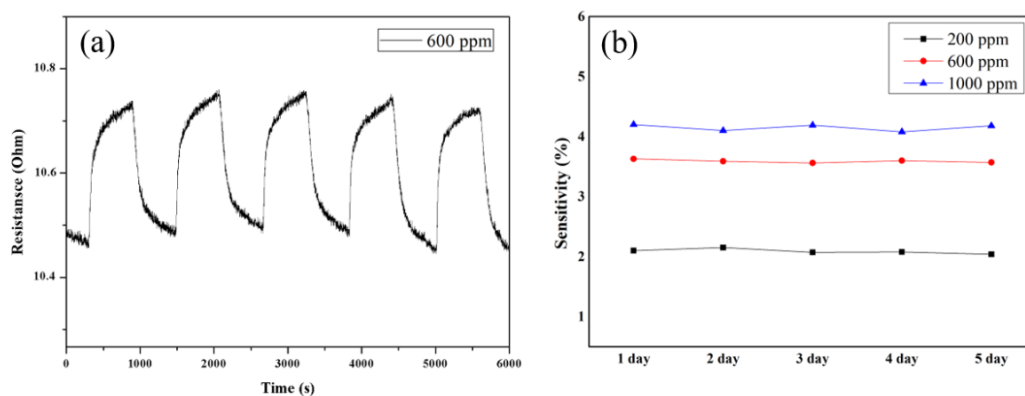 (a)
600 ppm
10.8
10.6
10.4
Resistansce (Ohm)
0 1000 2000 3000 4000 5000 6000
Time (s)
(b)
200 ppm
600 ppm
1000 ppm
6
5
4
3
2
1
Sensitivity (%)
1 day 2 day 3 day 4 day 5 day